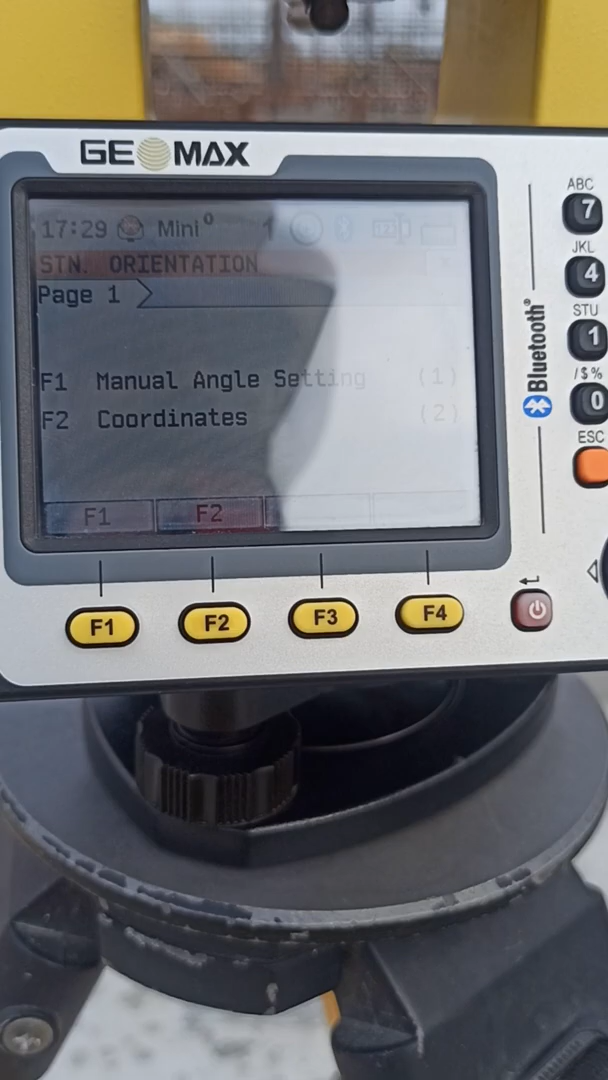 GEOMAX
17:29 Mini⁰ 1
STN. ORIENTATION
Page 1
F1 Manual Angle Setting (1)
F2 Coordinates (2)
F1 F2
F1 F2 F3 F4
Bluetooth®
ABC
7
JKL
4
STU
1
/$%
0
ESC